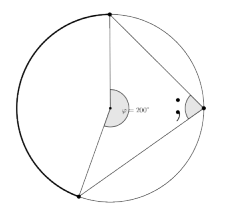 φ = 200°
;